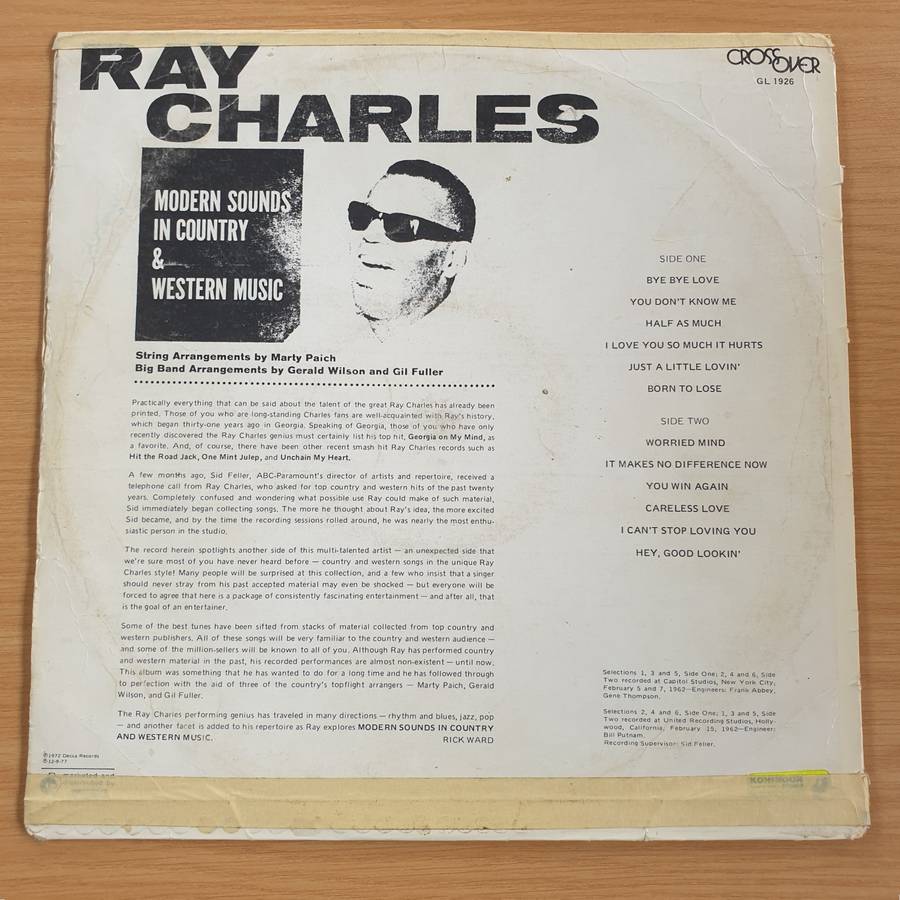 RAY
CHARLES
CROSSOVER
GL 1926
MODERN SOUNDS
IN COUNTRY
&
WESTERN MUSIC
String Arrangements by Marty Paich
Big Band Arrangements by Gerald Wilson and Gil Fuller
Practically everything that can be said about the talent of the great Ray Charles has already been
printed. Those of you who are long-standing Charles fans are well-acquainted with Ray's history,
which began thirty-one years ago in Georgia. Speaking of Georgia, those of you who have only
recently discovered the Ray Charles genius must certainly list his top hit, Georgia on My Mind, as
a favorite. And, of course, there have been other recent smash hit Ray Charles records such as
Hit the Road Jack, One Mint Julep, and Unchain My Heart.
A few months ago, Sid Feller, ABC-Paramount's director of artists and repertoire, received a
telephone call from Ray Charles, who asked for top country and western hits of the past twenty
years. Completely confused and wondering what possible use Ray could make of such material,
Sid immediately began collecting songs. The more he thought about Ray's idea, the more excited
Sid became, and by the time the recording sessions rolled around, he was nearly the most enthu-
siastic person in the studio.
The record herein spotlights another side of this multi-talented artist — an unexpected side that
we're sure most of you have never heard before — country and western songs in the unique Ray
Charles style! Many people will be surprised at this collection, and a few who insist that a singer
should never stray from his past accepted material may even be shocked — but everyone will be
forced to agree that here is a package of consistently fascinating entertainment — and after all, that
is the goal of an entertainer.
Some of the best tunes have been sifted from stacks of material collected from top country and
western publishers. All of these songs will be very familiar to the country and western audience —
and some of the million-sellers will be known to all of you. Although Ray has performed country
and western material in the past, his recorded performances are almost non-existent — until now.
This album was something that he has wanted to do for a long time and he has followed through
to perfection with the aid of three of the country's topflight arrangers — Marty Paich, Gerald
Wilson, and Gil Fuller.
The Ray Charles performing genius has traveled in many directions — rhythm and blues, jazz, pop
— and another facet is added to his repertoire as Ray explores MODERN SOUNDS IN COUNTRY
AND WESTERN MUSIC. RICK WARD
SIDE ONE
BYE BYE LOVE
YOU DON'T KNOW ME
HALF AS MUCH
I LOVE YOU SO MUCH IT HURTS
JUST A LITTLE LOVIN'
BORN TO LOSE
SIDE TWO
WORRIED MIND
IT MAKES NO DIFFERENCE NOW
YOU WIN AGAIN
CARELESS LOVE
I CAN'T STOP LOVING YOU
HEY, GOOD LOOKIN'
Selections 1, 3 and 5, Side One; 2, 4 and 6, Side
Two recorded at Capitol Studios, New York City,
February 5 and 7, 1962—Engineers: Frank Abbey,
Gene Thompson.
Selections 2, 4 and 6, Side One; 1, 3 and 5, Side
Two recorded at United Recording Studios, Holly-
wood, California, February 15, 1962—Engineer:
Bill Putnam.
Recording Supervisor: Sid Feller.
℗1972 Decca Records
marketed and